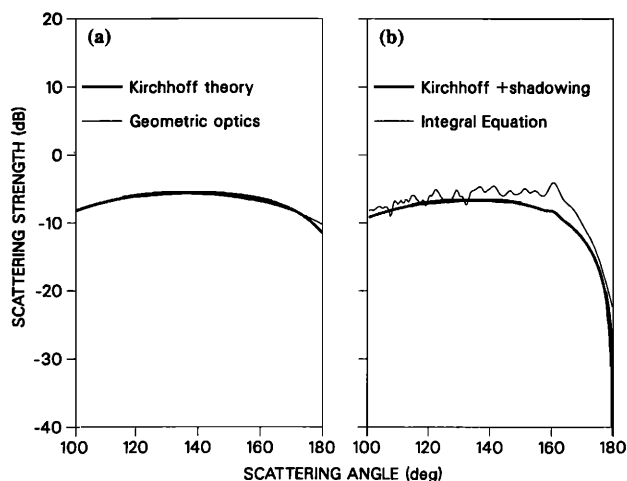 (a)
Kirchhoff theory
Geometric optics
(b)
Kirchhoff +shadowing
Integral Equation
SCATTERING STRENGTH (dB)
20
10
0
-10
-20
-30
-40
100 120 140 160 180
100 120 140 160 180
SCATTERING ANGLE (deg)